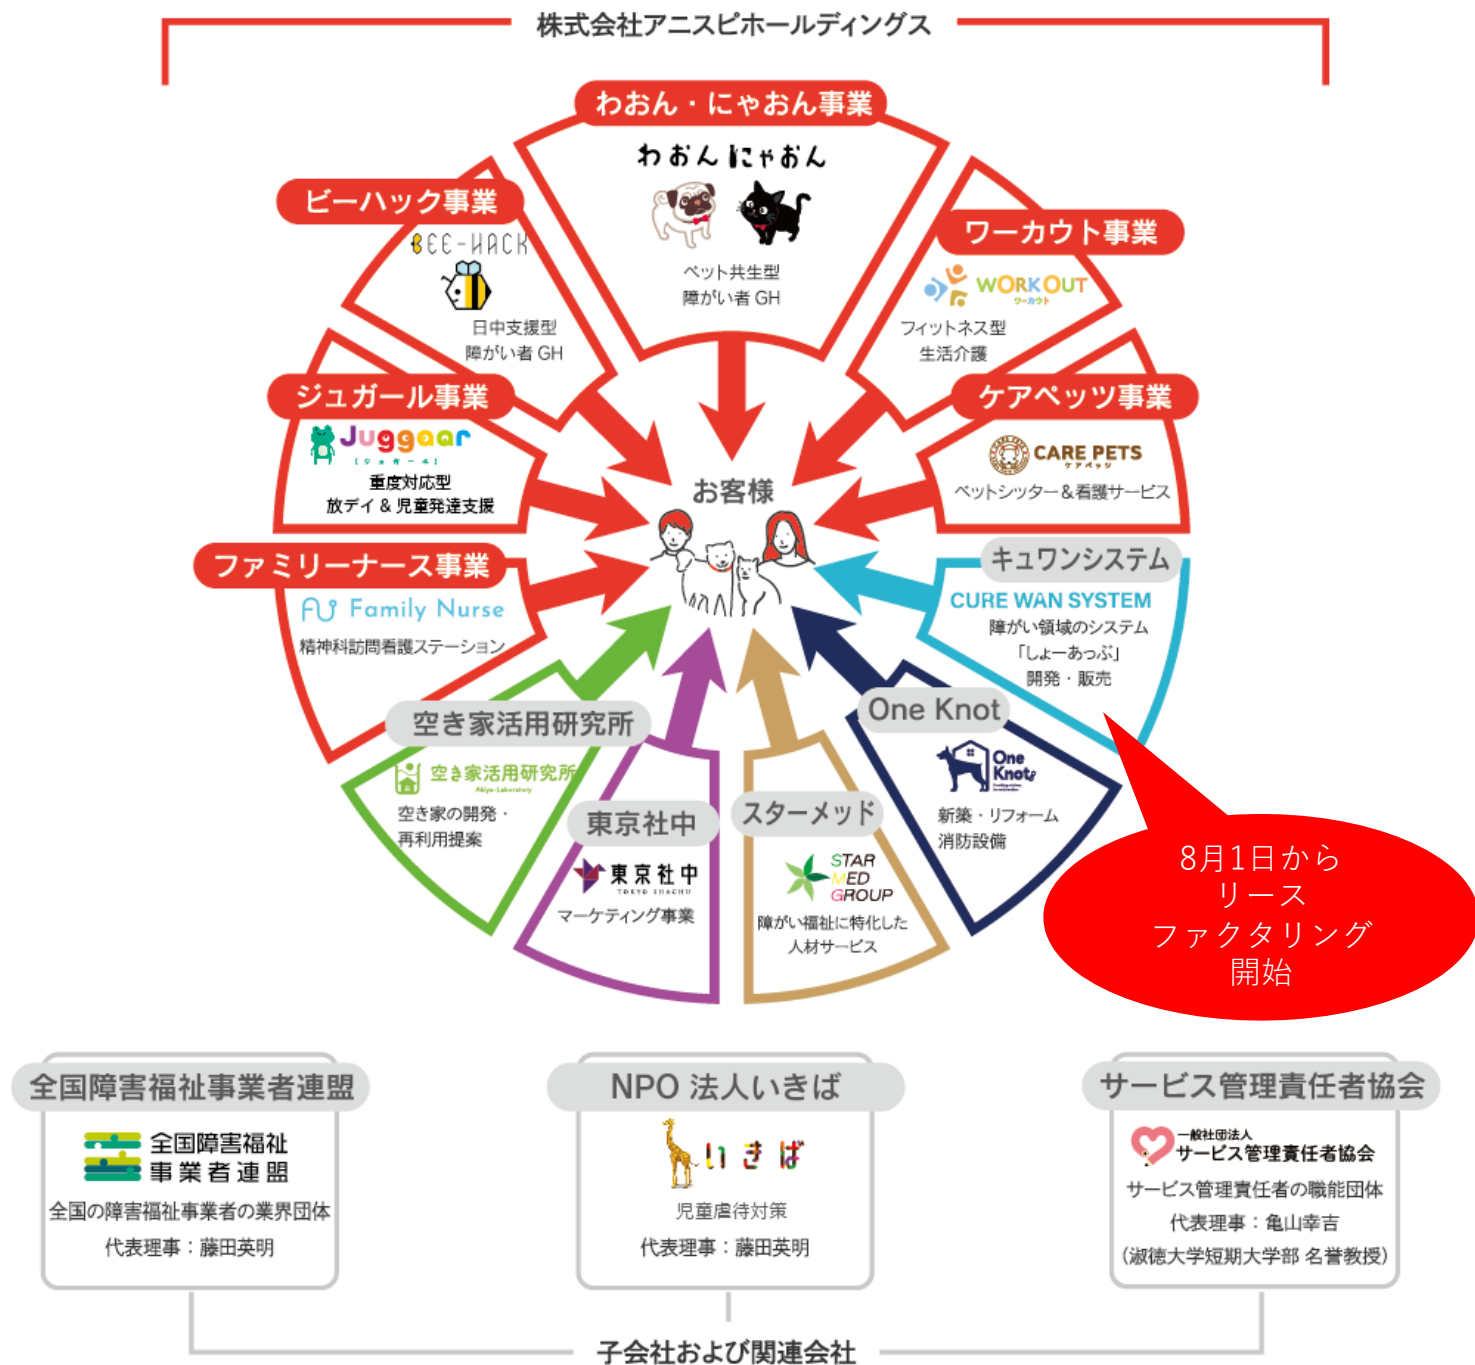 株式会社アニスピホールディングス
わおん・にゃおん事業
わおん にゃおん
ペット共生型
障がい者 GH
ビーハック事業
BEE-HACK
日中支援型
障がい者 GH
ワーカウト事業
WORK OUT
ワーカウト
フィットネス型
生活介護
ジュガール事業
Juggaar
[ジュガール]
重度対応型
放デイ & 児童発達支援
ケアペッツ事業
CARE PETS
ケアペッツ
ペットシッター＆看護サービス
お客様
ファミリーナース事業
Family Nurse
精神科訪問看護ステーション
キュワンシステム
CURE WAN SYSTEM
障がい領域のシステム
「しょーあっぷ」
開発・販売
空き家活用研究所
空き家活用研究所
Akiya-Laboratory
空き家の開発・
再利用提案
東京社中
東京社中
TOKYO SHACHU
マーケティング事業
スターメッド
STAR
MED
GROUP
障がい福祉に特化した
人材サービス
One Knot
One
Knot
新築・リフォーム
消防設備
8月1日から
リース
ファクタリング
開始
全国障害福祉事業者連盟
全国障害福祉
事業者連盟
全国の障害福祉事業者の業界団体
代表理事：藤田英明
NPO 法人いきば
いきば
児童虐待対策
代表理事：藤田英明
サービス管理責任者協会
一般社団法人
サービス管理責任者協会
サービス管理責任者の職能団体
代表理事：亀山幸吉
（淑徳大学短期大学部 名誉教授）
子会社および関連会社